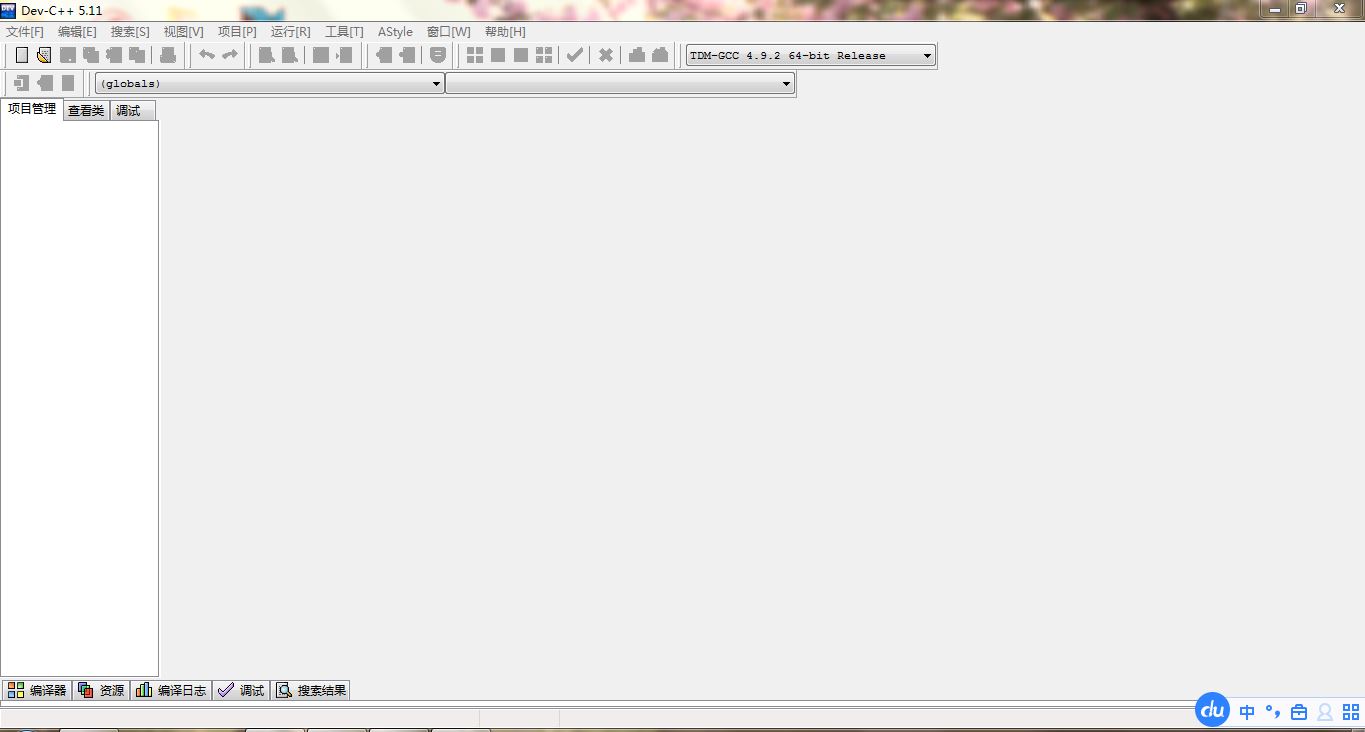 Dev-C++ 5.11
文件[F] 编辑[E] 搜索[S] 视图[V] 项目[P] 运行[R] 工具[T] AStyle 窗口[W] 帮助[H]
TDM-GCC 4.9.2 64-bit Release
(globals)
项目管理 查看类 调试
编译器 资源 编译日志 调试 搜索结果
du 中 °,